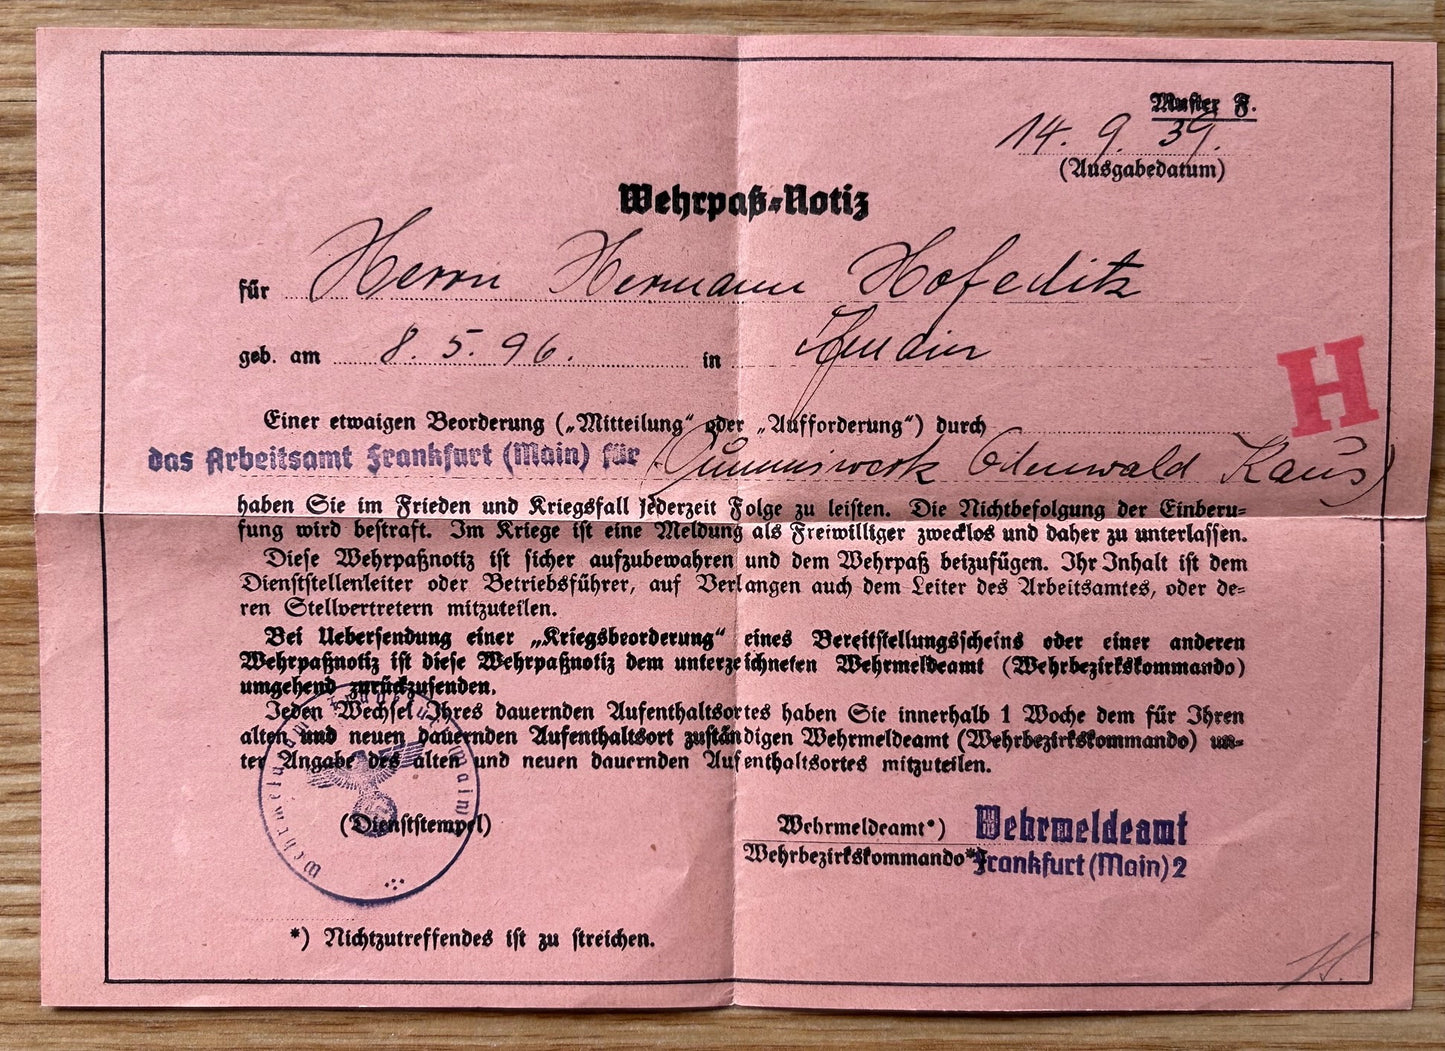 Muster F.
14. 9. 39.
(Ausgabedatum)
Wehrpaß-Notiz
für Herrn Hermann Hofeditz
geb. am 8. 5. 96. in
H
Einer etwaigen Beorderung („Mitteilung“ oder „Aufforderung“) durch
das Arbeitsamt Frankfurt (Main) für (Gummiwerk Odenwald Kaus)
haben Sie im Frieden und Kriegsfall jederzeit Folge zu leisten. Die Nichtbefolgung der Einberu-
fung wird bestraft. Im Kriege ist eine Meldung als Freiwilliger zwecklos und daher zu unterlassen.
Diese Wehrpaßnotiz ist sicher aufzubewahren und dem Wehrpaß beizufügen. Ihr Inhalt ist dem
Dienststellenleiter oder Betriebsführer, auf Verlangen auch dem Leiter des Arbeitsamtes, oder de-
ren Stellvertretern mitzuteilen.
Bei Uebersendung einer „Kriegsbeorderung“ eines Bereitstellungsscheins oder einer anderen
Wehrpaßnotiz ist diese Wehrpaßnotiz dem unterzeichneten Wehrmeldeamt (Wehrbezirkskommando)
umgehend zurückzusenden.
Jeden Wechsel Ihres dauernden Aufenthaltsortes haben Sie innerhalb 1 Woche dem für Ihren
alten und neuen dauernden Aufenthaltsort zuständigen Wehrmeldeamt (Wehrbezirkskommando) un-
ter Angabe des alten und neuen dauernden Aufenthaltsortes mitzuteilen.
(Dienststempel)
Wehrmeldeamt*) Wehrmeldeamt
Wehrbezirkskommando*) Frankfurt (Main) 2
*) Nichtzutreffendes ist zu streichen.
H.